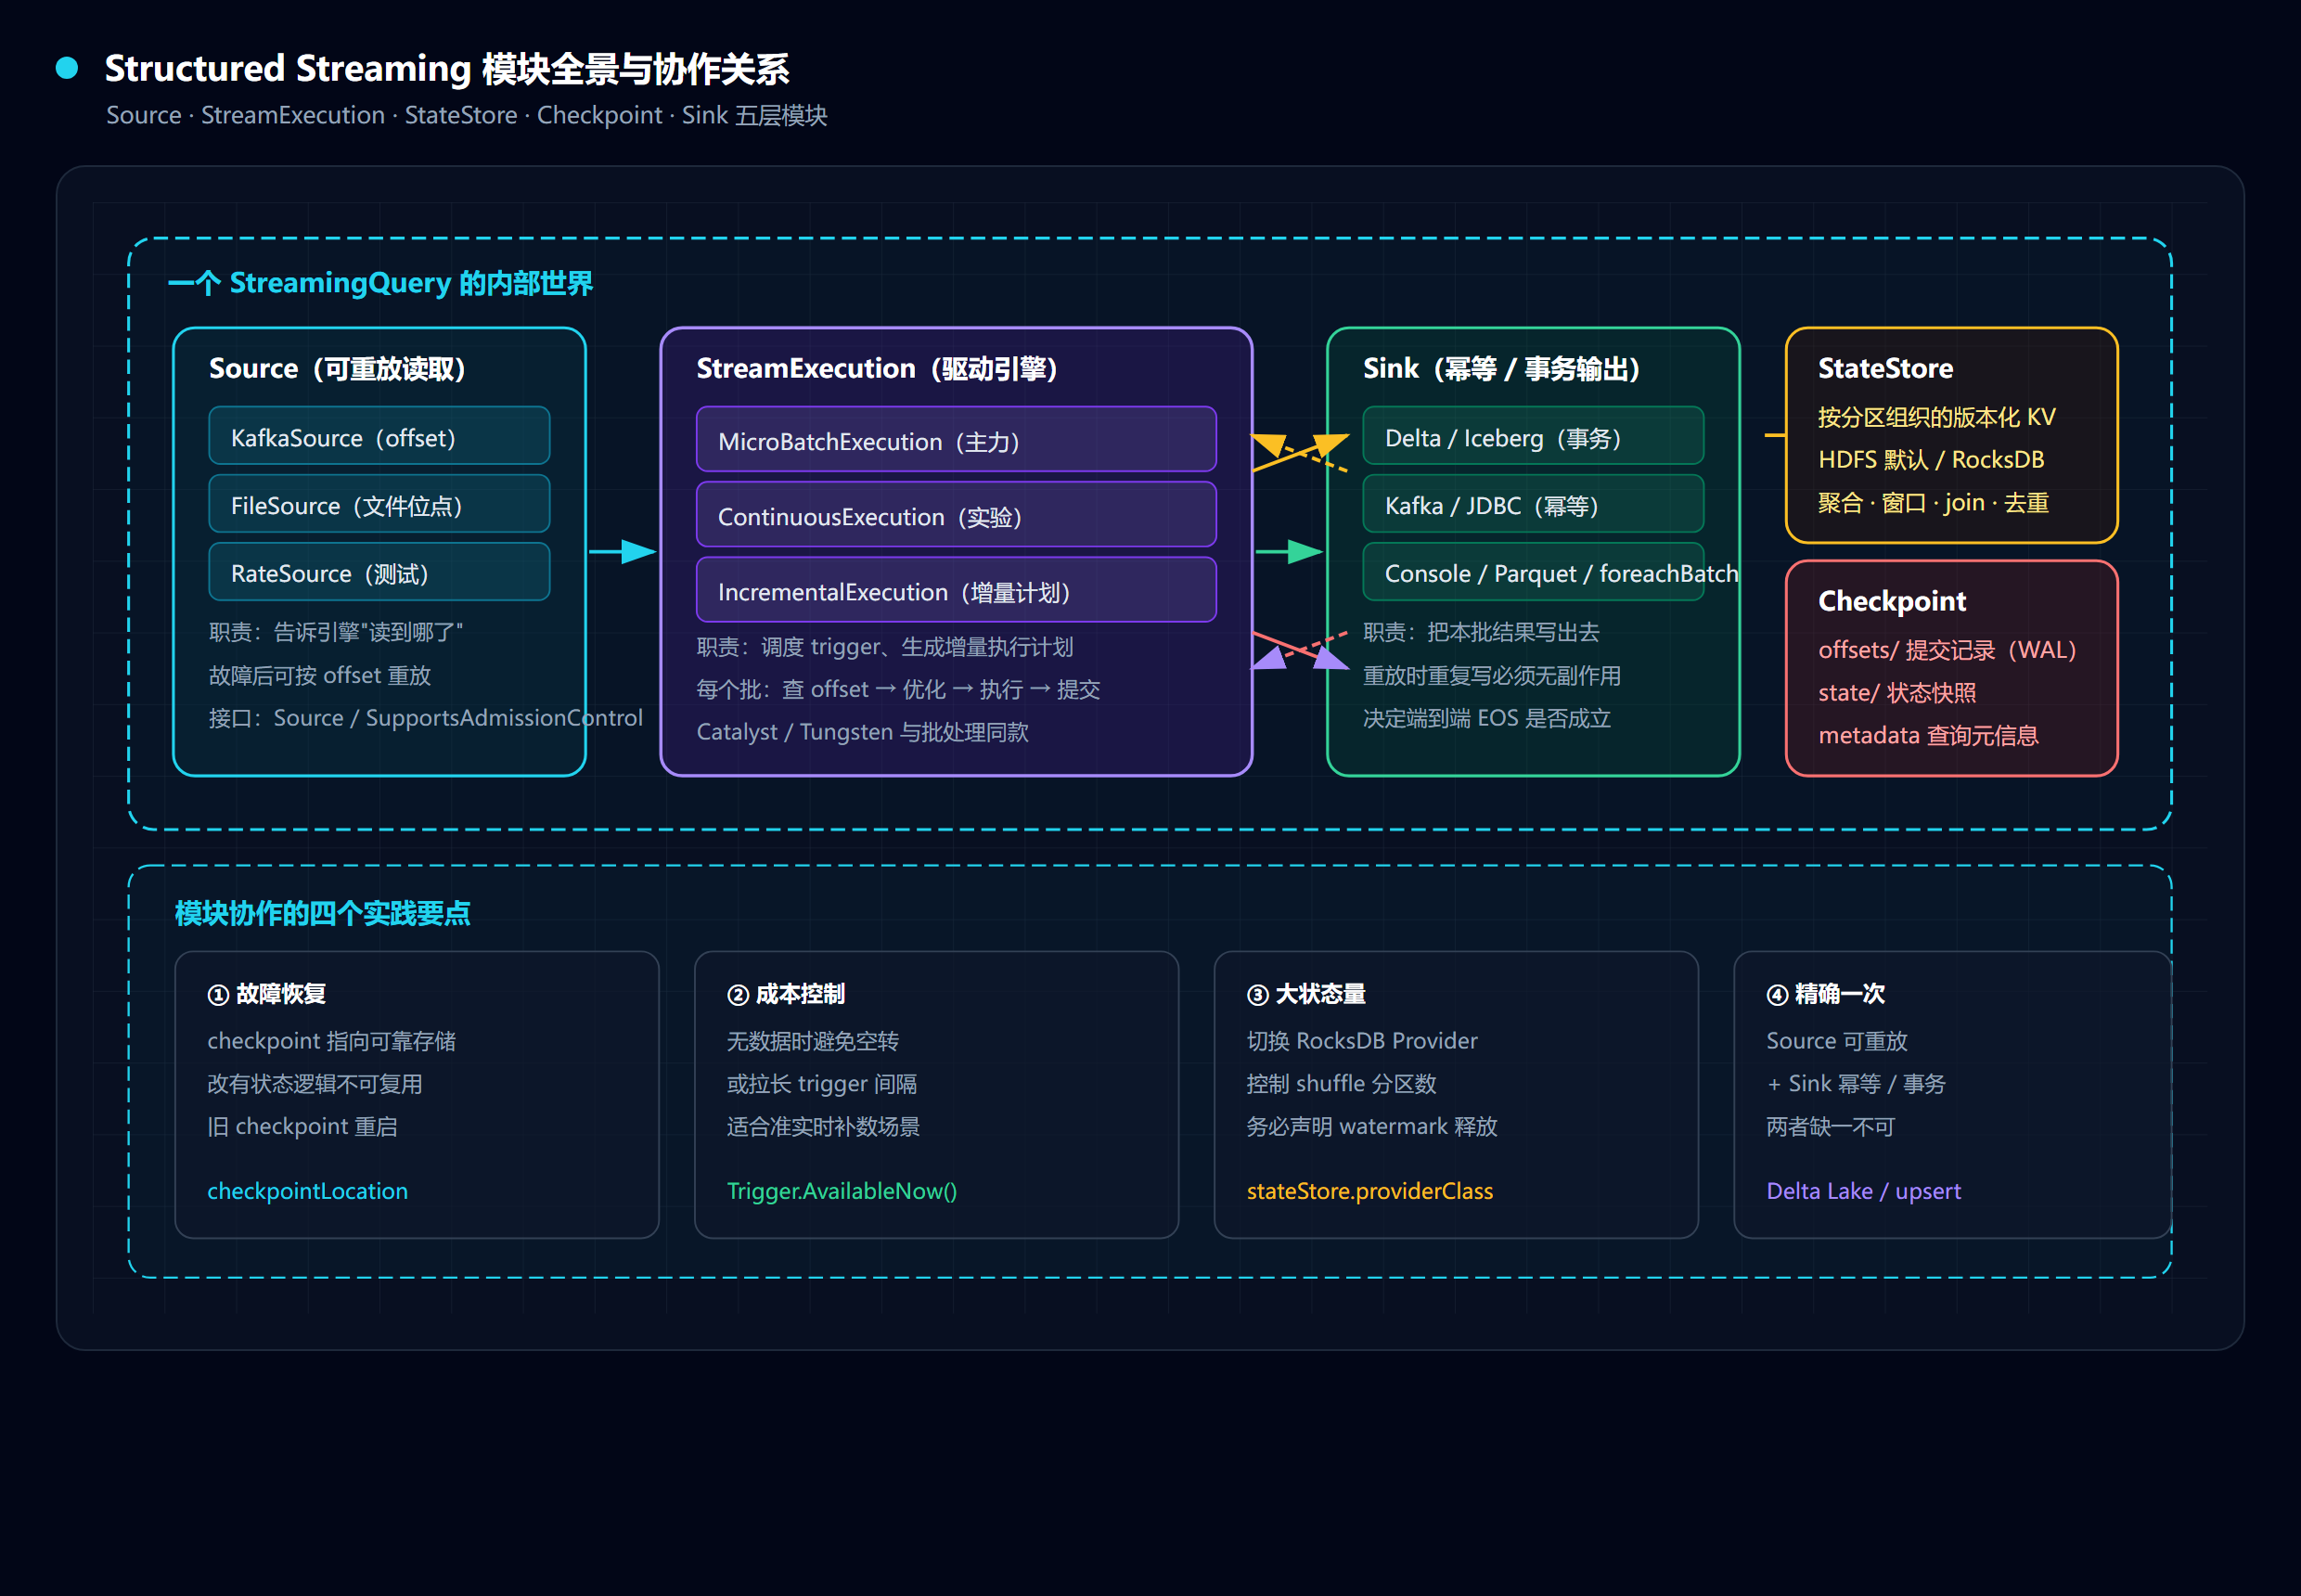 Structured Streaming 模块全景与协作关系
Source · StreamExecution · StateStore · Checkpoint · Sink 五层模块
一个 StreamingQuery 的内部世界
Source（可重放读取）
KafkaSource（offset）
FileSource（文件位点）
RateSource（测试）
职责：告诉引擎"读到哪了"
故障后可按 offset 重放
接口：Source / SupportsAdmissionControl
StreamExecution（驱动引擎）
MicroBatchExecution（主力）
ContinuousExecution（实验）
IncrementalExecution（增量计划）
职责：调度 trigger、生成增量执行计划
每个批：查 offset → 优化 → 执行 → 提交
Catalyst / Tungsten 与批处理同款
Sink（幂等 / 事务输出）
Delta / Iceberg（事务）
Kafka / JDBC（幂等）
Console / Parquet / foreachBatch
职责：把本批结果写出去
重放时重复写必须无副作用
决定端到端 EOS 是否成立
StateStore
按分区组织的版本化 KV
HDFS 默认 / RocksDB
聚合 · 窗口 · join · 去重
Checkpoint
offsets/ 提交记录（WAL）
state/ 状态快照
metadata 查询元信息
模块协作的四个实践要点
① 故障恢复
checkpoint 指向可靠存储
改有状态逻辑不可复用
旧 checkpoint 重启
checkpointLocation
② 成本控制
无数据时避免空转
或拉长 trigger 间隔
适合准实时补数场景
Trigger.AvailableNow()
③ 大状态量
切换 RocksDB Provider
控制 shuffle 分区数
务必声明 watermark 释放
stateStore.providerClass
④ 精确一次
Source 可重放
+ Sink 幂等 / 事务
两者缺一不可
Delta Lake / upsert